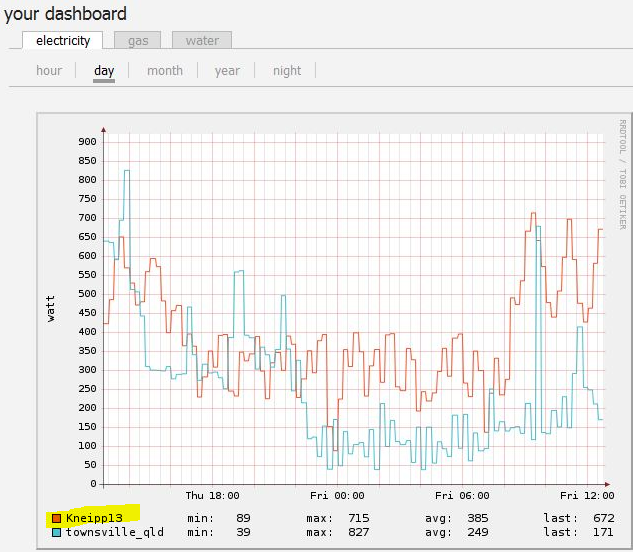 your dashboard
electricity gas water
hour day month year night
RRDTOOL / TOBI OETIKER
900
850
800
750
700
650
600
550
500
450
400
350
300
250
200
150
100
50
0
watt
Thu 18:00 Fri 00:00 Fri 06:00 Fri 12:00
Kneipp13 min: 89 max: 715 avg: 385 last: 672
townsville_qld min: 39 max: 827 avg: 249 last: 171